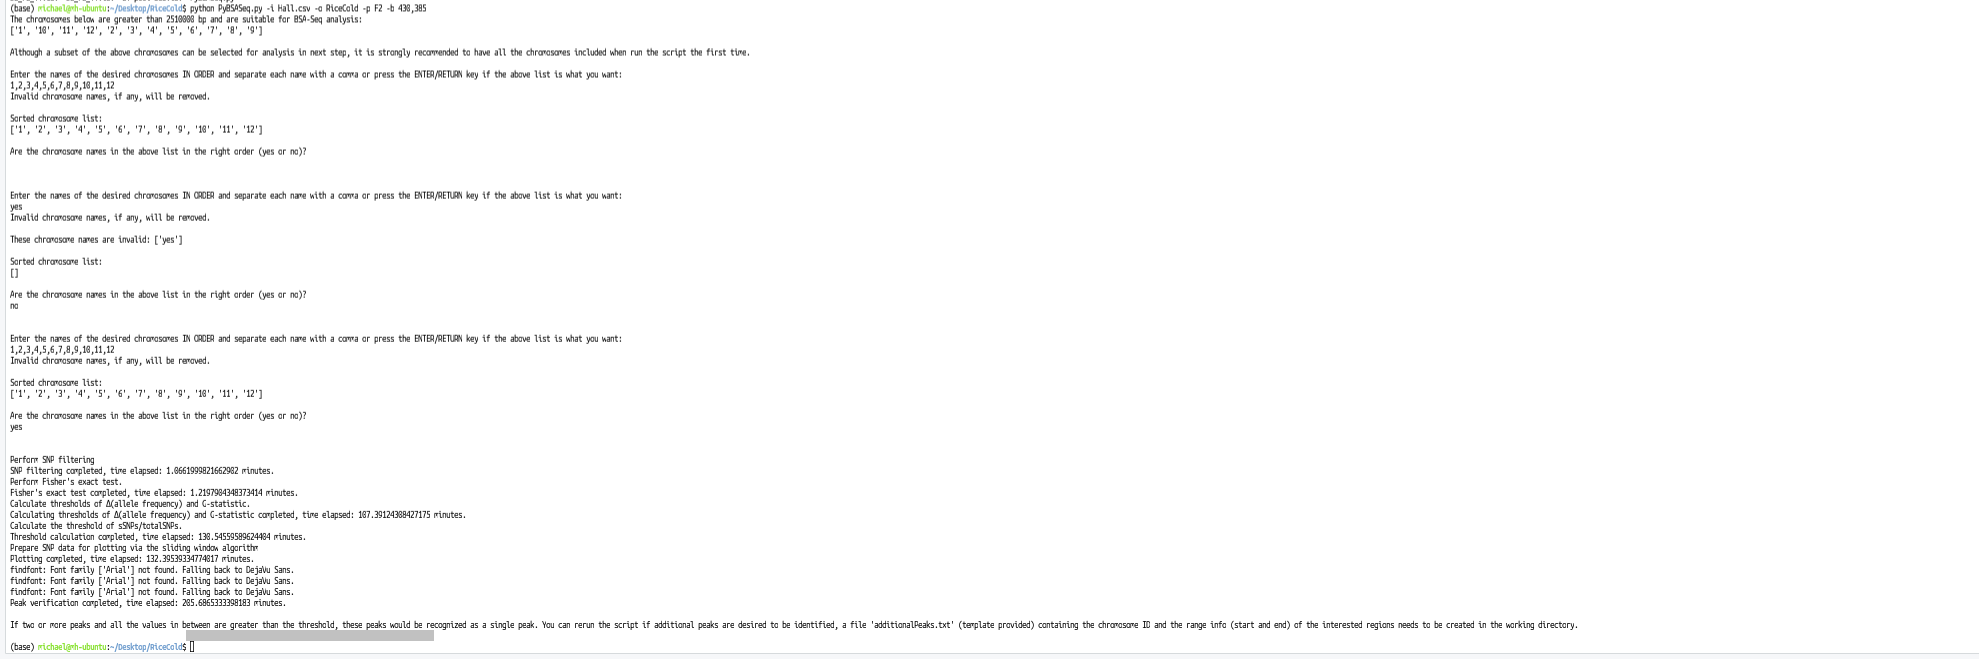 (base) michael@mh-ubuntu:~/Desktop/RiceCold$ python PyBSASeq.py -i Hall.csv -o RiceCold -p F2 -b 430,385
The chromosomes below are greater than 2510000 bp and are suitable for BSA-Seq analysis:
['1', '10', '11', '12', '2', '3', '4', '5', '6', '7', '8', '9']
Although a subset of the above chromosomes can be selected for analysis in next step, it is strongly recommended to have all the chromosomes included when run the script the first time.
Enter the names of the desired chromosomes IN ORDER and separate each name with a comma or press the ENTER/RETURN key if the above list is what you want:
1,2,3,4,5,6,7,8,9,10,11,12
Invalid chromosome names, if any, will be removed.
Sorted chromosome list:
['1', '2', '3', '4', '5', '6', '7', '8', '9', '10', '11', '12']
Are the chromosome names in the above list in the right order (yes or no)?
Enter the names of the desired chromosomes IN ORDER and separate each name with a comma or press the ENTER/RETURN key if the above list is what you want:
yes
Invalid chromosome names, if any, will be removed.
These chromosome names are invalid: ['yes']
Sorted chromosome list:
[]
Are the chromosome names in the above list in the right order (yes or no)?
no
Enter the names of the desired chromosomes IN ORDER and separate each name with a comma or press the ENTER/RETURN key if the above list is what you want:
1,2,3,4,5,6,7,8,9,10,11,12
Invalid chromosome names, if any, will be removed.
Sorted chromosome list:
['1', '2', '3', '4', '5', '6', '7', '8', '9', '10', '11', '12']
Are the chromosome names in the above list in the right order (yes or no)?
yes
Perform SNP filtering
SNP filtering completed, time elapsed: 1.0661999821662902 minutes.
Perform Fisher's exact test.
Fisher's exact test completed, time elapsed: 1.2197904348373414 minutes.
Calculate thresholds of Δ(allele frequency) and G-statistic.
Calculating thresholds of Δ(allele frequency) and G-statistic completed, time elapsed: 107.39124308427175 minutes.
Calculate the threshold of sSNPs/totalSNPs.
Threshold calculation completed, time elapsed: 130.54559589624404 minutes.
Prepare SNP data for plotting via the sliding window algorithm
Plotting completed, time elapsed: 132.39539334774017 minutes.
findfont: Font family ['Arial'] not found. Falling back to DejaVu Sans.
findfont: Font family ['Arial'] not found. Falling back to DejaVu Sans.
findfont: Font family ['Arial'] not found. Falling back to DejaVu Sans.
Peak verification completed, time elapsed: 205.6865333398183 minutes.
If two or more peaks and all the values in between are greater than the threshold, these peaks would be recognized as a single peak. You can rerun the script if additional peaks are desired to be identified, a file 'additionalPeaks.txt' (template provided) containing the chromosome ID and the range info (start and end) of the interested regions needs to be created in the working directory.
(base) michael@mh-ubuntu:~/Desktop/RiceCold$